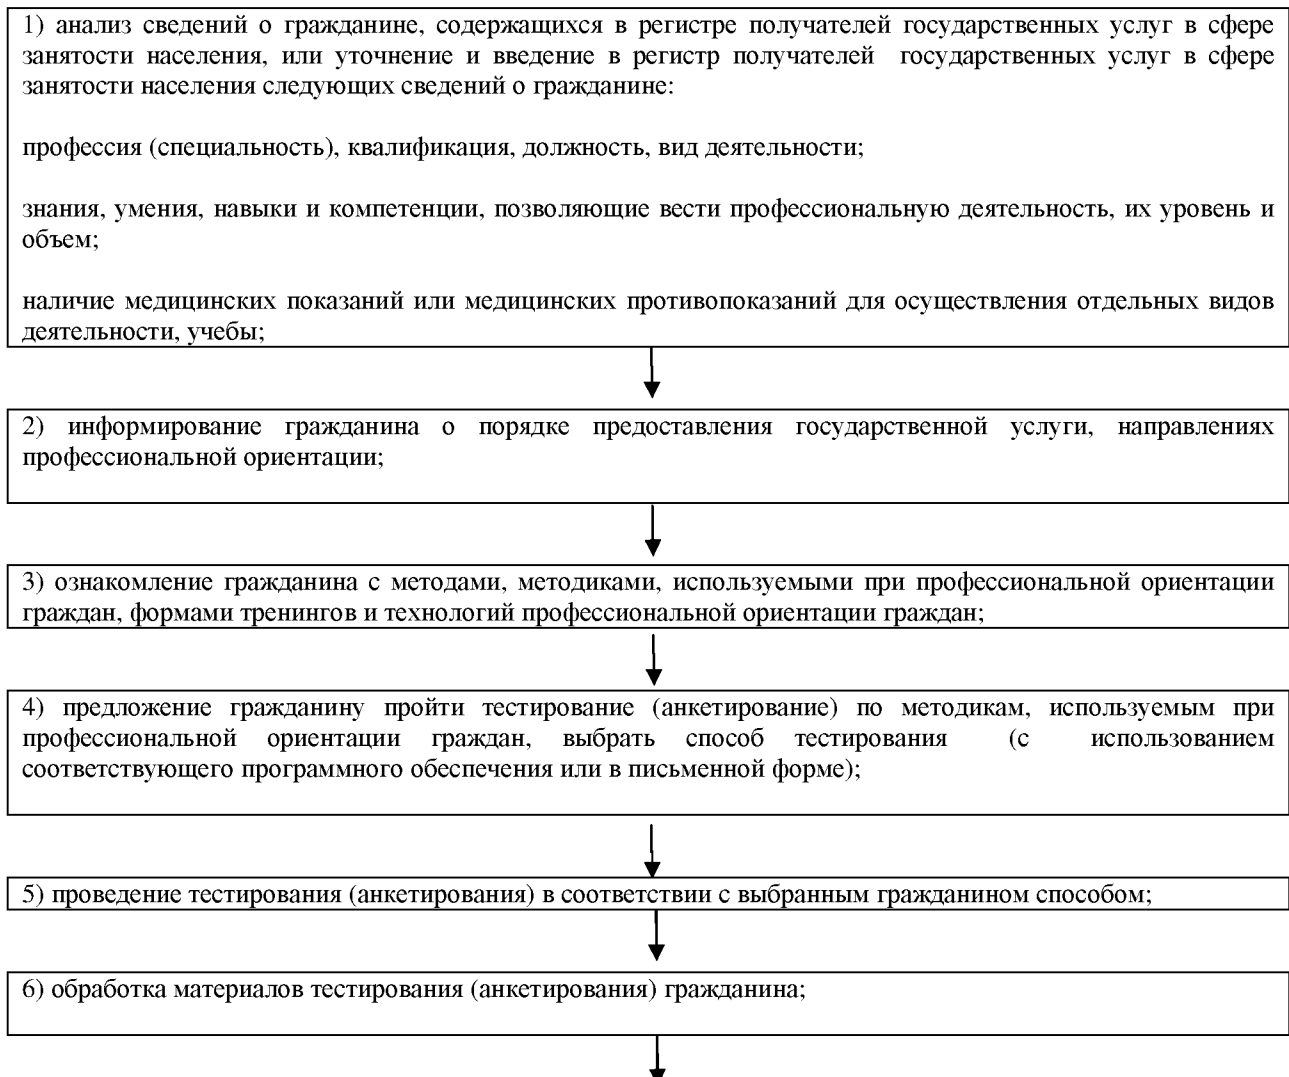 1) анализ сведений о гражданине, содержащихся в регистре получателей государственных услуг в сфере
занятости населения, или уточнение и введение в регистр получателей государственных услуг в сфере
занятости населения следующих сведений о гражданине:
профессия (специальность), квалификация, должность, вид деятельности;
знания, умения, навыки и компетенции, позволяющие вести профессиональную деятельность, их уровень и
объем;
наличие медицинских показаний или медицинских противопоказаний для осуществления отдельных видов
деятельности, учебы;
2) информирование гражданина о порядке предоставления государственной услуги, направлениях
профессиональной ориентации;
3) ознакомление гражданина с методами, методиками, используемыми при профессиональной ориентации
граждан, формами тренингов и технологий профессиональной ориентации граждан;
4) предложение гражданину пройти тестирование (анкетирование) по методикам, используемым при
профессиональной ориентации граждан, выбрать способ тестирования (с использованием
соответствующего программного обеспечения или в письменной форме);
5) проведение тестирования (анкетирования) в соответствии с выбранным гражданином способом;
6) обработка материалов тестирования (анкетирования) гражданина;